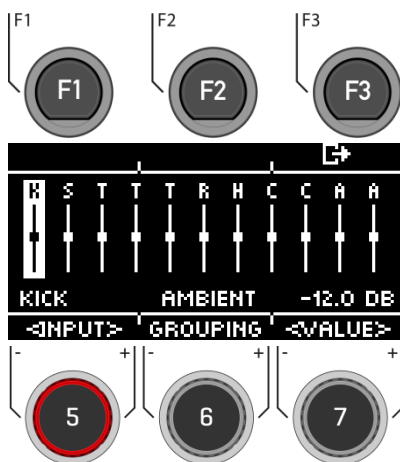 F1 F2 F3
F1 F2 F3
K S T T T R H C C A A
KICK AMBIENT -12.0 DB
<INPUT> GROUPING <VALUE>
- + - + - +
5 6 7